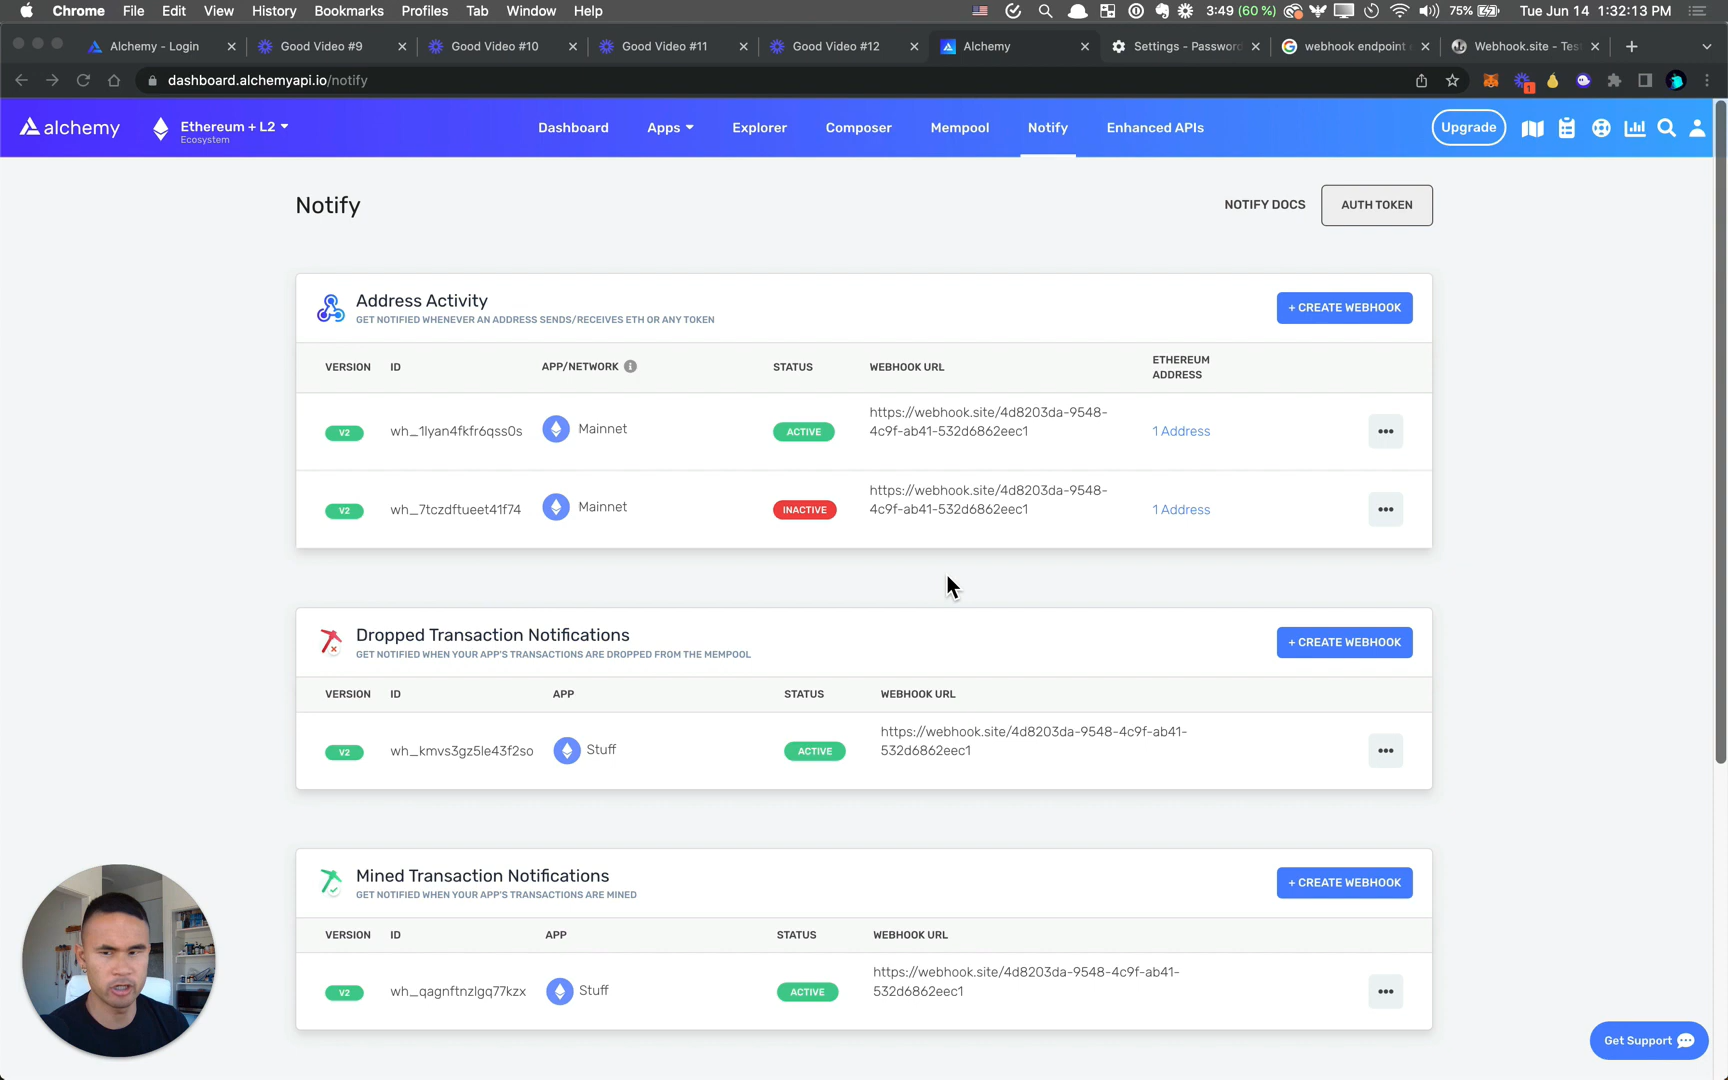 Chrome File Edit View History Bookmarks Profiles Tab Window Help 3:49 (60 %) 75% Tue Jun 14 1:32:13 PM
Alchemy - Login Good Video #9 Good Video #10 Good Video #11 Good Video #12 Alchemy Settings - Password webhook endpoint Webhook.site - Tes
dashboard.alchemyapi.io/notify
1
alchemy Ethereum + L2 Dashboard Apps Explorer Composer Mempool Notify Enhanced APIs Upgrade
Ecosystem
Notify NOTIFY DOCS AUTH TOKEN
Address Activity + CREATE WEBHOOK
GET NOTIFIED WHENEVER AN ADDRESS SENDS/RECEIVES ETH OR ANY TOKEN
VERSION ID APP/NETWORK STATUS WEBHOOK URL ETHEREUM
ADDRESS
V2 wh_1lyan4fkfr6qss0s Mainnet ACTIVE https://webhook.site/4d8203da-9548-
4c9f-ab41-532d6862eec1 1 Address
V2 wh_7tczdftueet41f74 Mainnet INACTIVE https://webhook.site/4d8203da-9548-
4c9f-ab41-532d6862eec1 1 Address
Dropped Transaction Notifications + CREATE WEBHOOK
GET NOTIFIED WHEN YOUR APP'S TRANSACTIONS ARE DROPPED FROM THE MEMPOOL
VERSION ID APP STATUS WEBHOOK URL
V2 wh_kmvs3gz5le43f2so Stuff ACTIVE https://webhook.site/4d8203da-9548-4c9f-ab41-
532d6862eec1
Mined Transaction Notifications + CREATE WEBHOOK
GET NOTIFIED WHEN YOUR APP'S TRANSACTIONS ARE MINED
VERSION ID APP STATUS WEBHOOK URL
V2 wh_qagnftnzlgq77kzx Stuff ACTIVE https://webhook.site/4d8203da-9548-4c9f-ab41-
532d6862eec1
Get Support